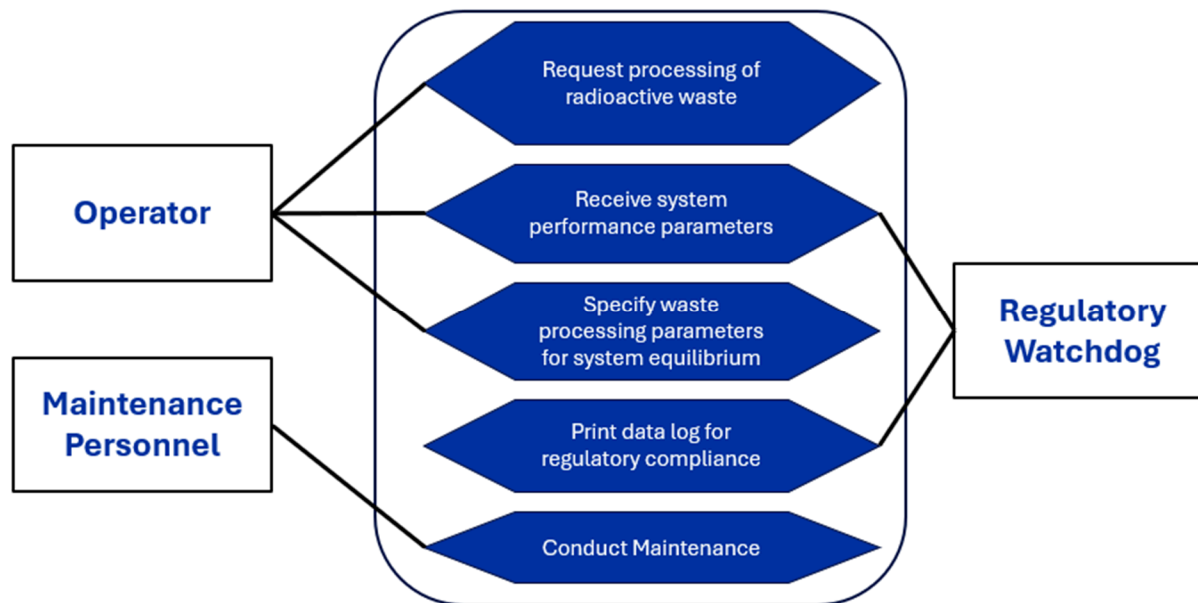 Request processing of
radioactive waste
Operator
Receive system
performance parameters
Specify waste
processing parameters
for system equilibrium
Regulatory
Watchdog
Maintenance
Personnel
Print data log for
regulatory compliance
Conduct Maintenance